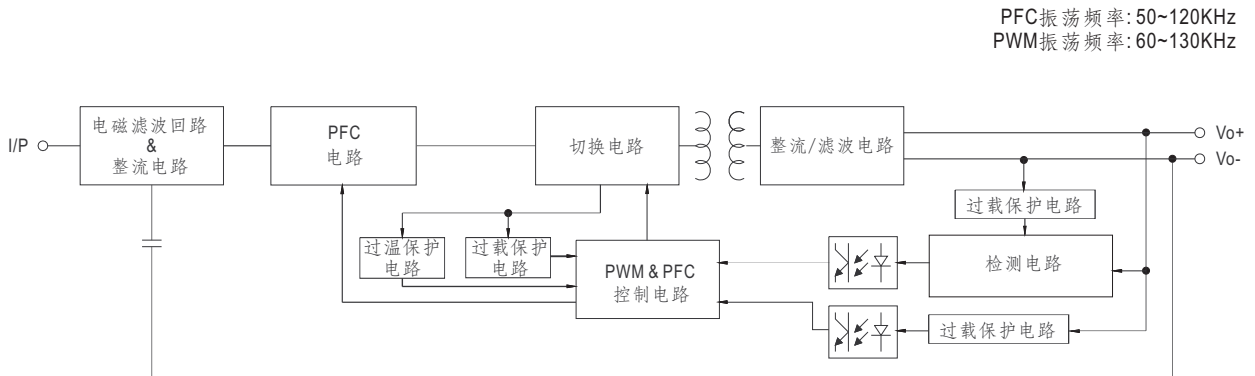 PFC振荡频率:50~120KHz
PWM振荡频率:60~130KHz
I/P
电磁滤波回路
&
整流电路
PFC
电路
切换电路
整流/滤波电路
Vo+
Vo-
过载保护电路
过温保护
电路
过载保护
电路
PWM & PFC
控制电路
检测电路
过载保护电路